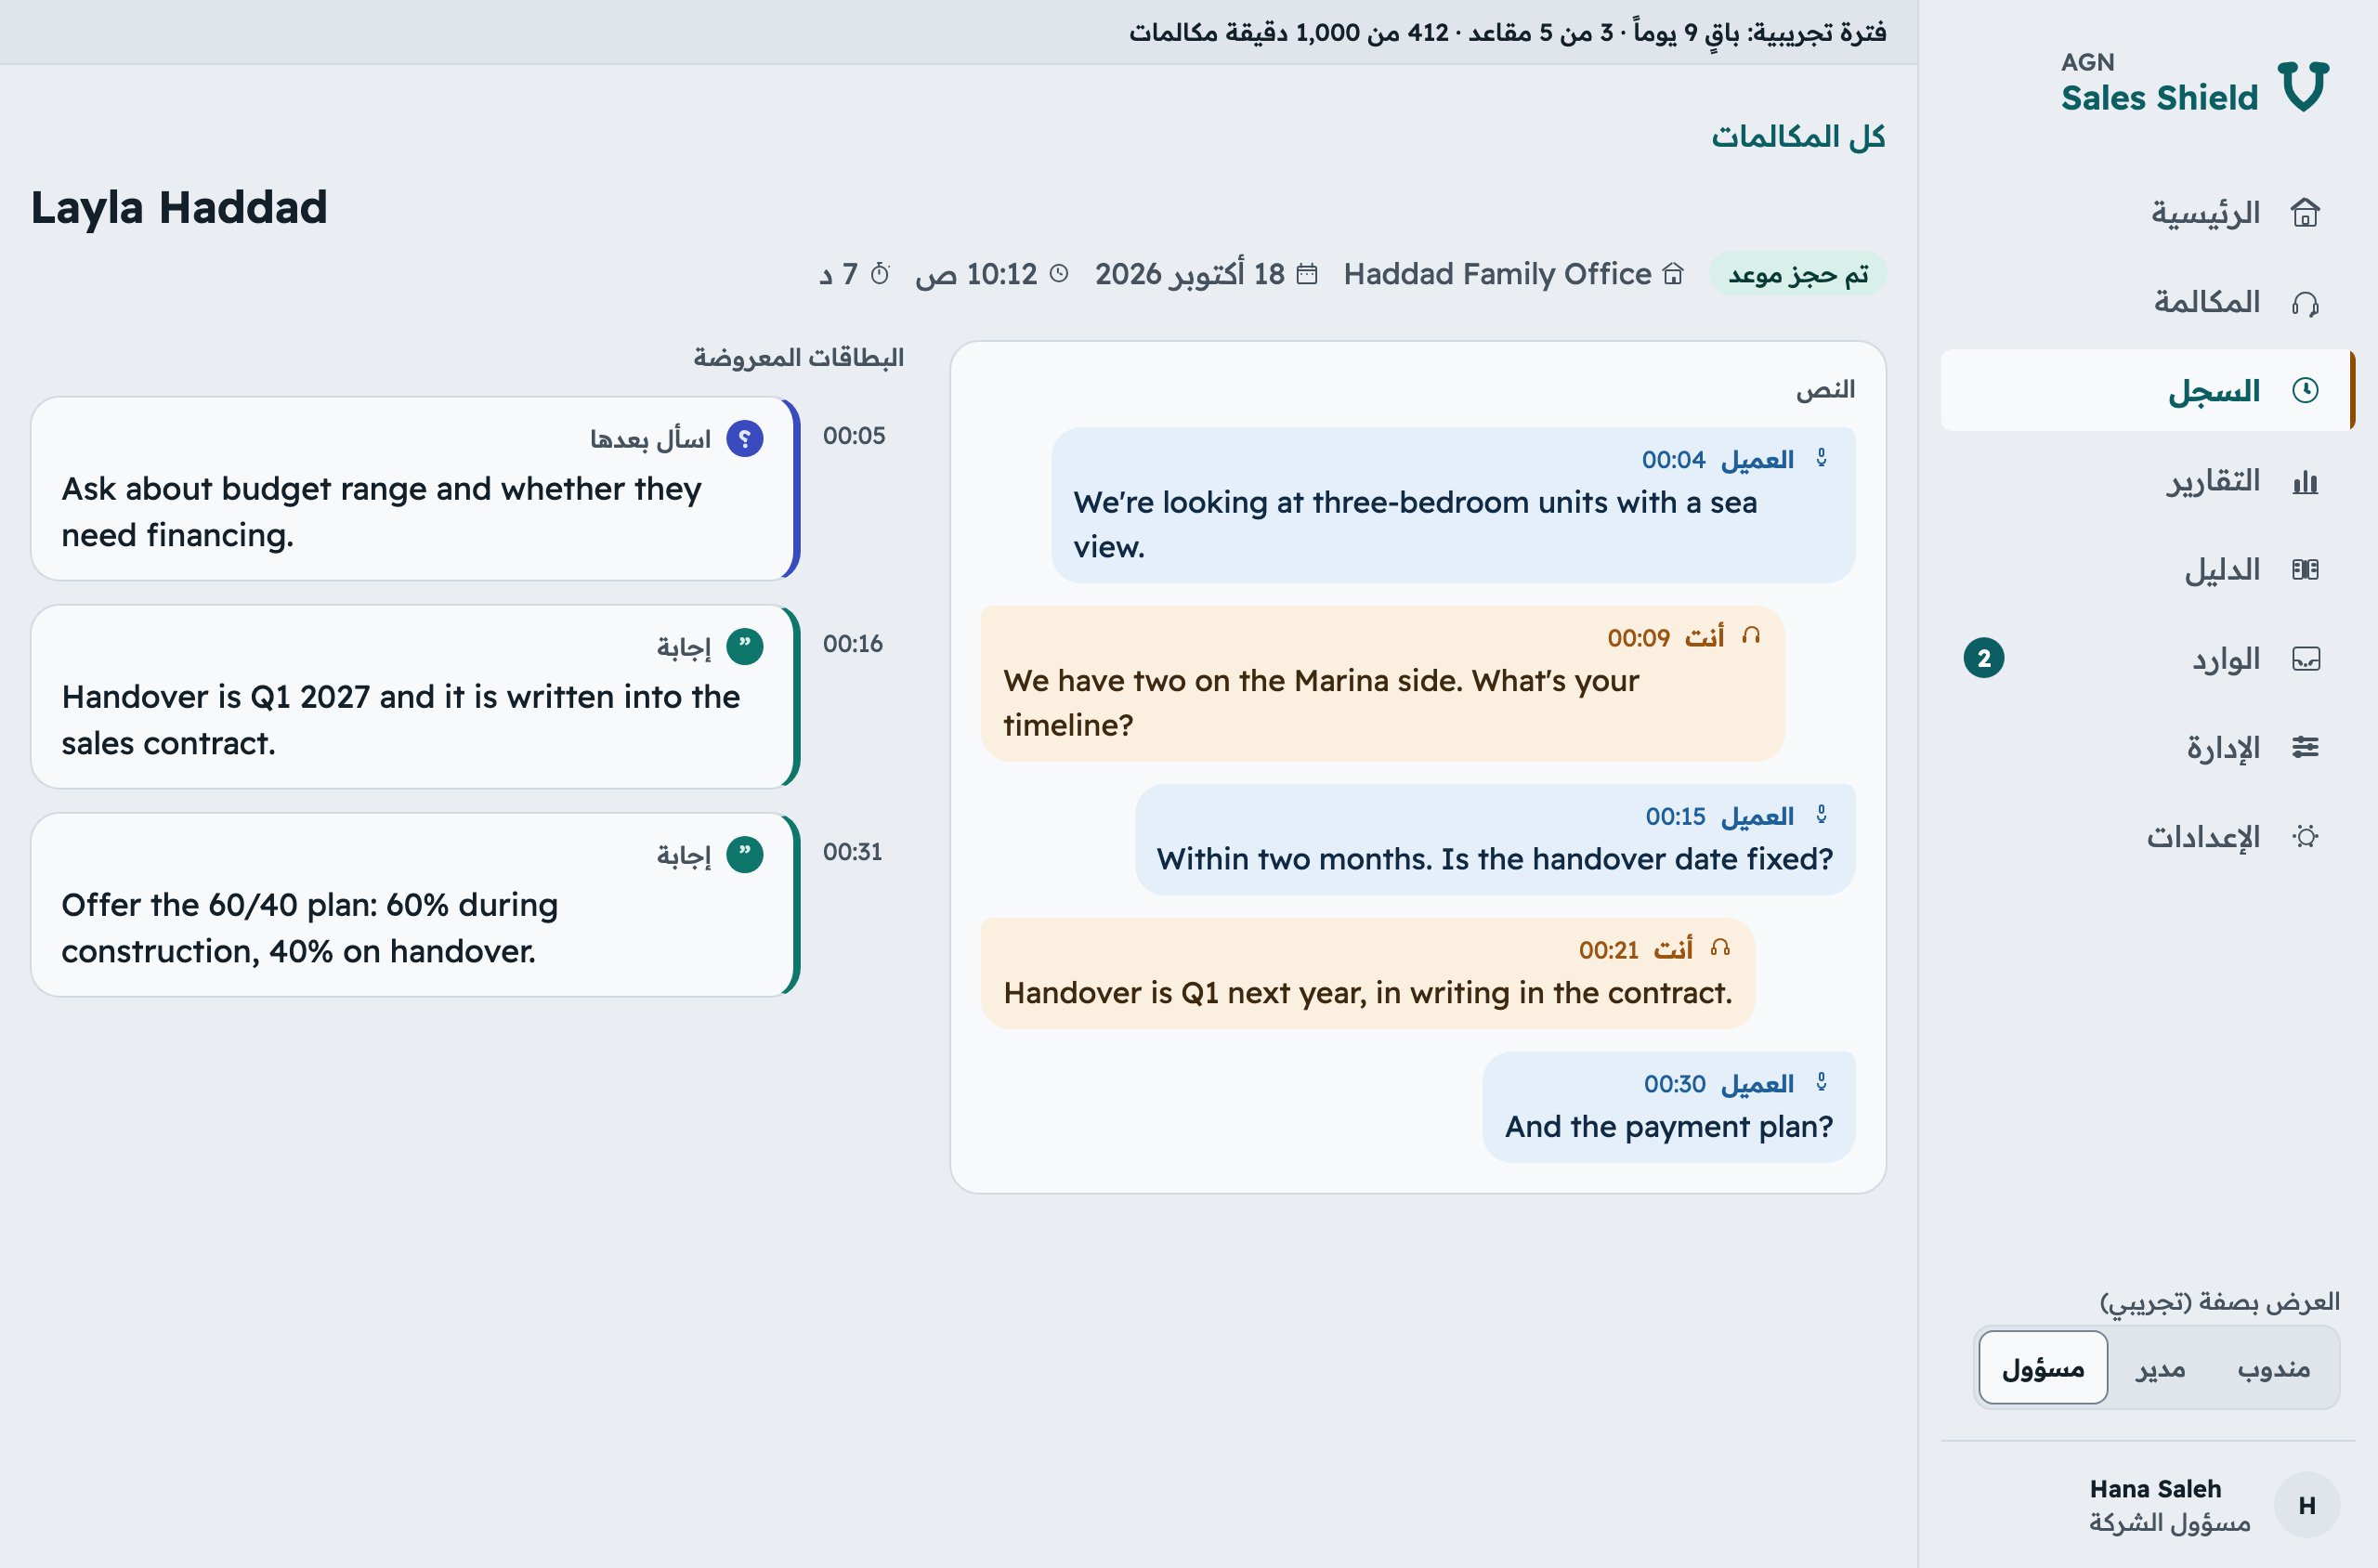 AGN
Sales Shield
الرئيسية
المكالمة
السجل
التقارير
الدليل
الوارد
2
الإدارة
الإعدادات
العرض بصفة (تجريبي)
مندوب
مدير
مسؤول
H
Hana Saleh
مسؤول الشركة
فترة تجريبية: باقٍ 9 يوماً · 3 من 5 مقاعد · 412 من 1,000 دقيقة مكالمات
كل المكالمات
Layla Haddad
تم حجز موعد Haddad Family Office 18 أكتوبر 2026 10:12 ص 7 د
النص
العميل 00:04
We're looking at three-bedroom units with a sea
view.
أنت 00:09
We have two on the Marina side. What's your
timeline?
العميل 00:15
Within two months. Is the handover date fixed?
أنت 00:21
Handover is Q1 next year, in writing in the contract.
العميل 00:30
And the payment plan?
البطاقات المعروضة
00:05
؟ اسأل بعدها
Ask about budget range and whether they
need financing.
00:16
” إجابة
Handover is Q1 2027 and it is written into the
sales contract.
00:31
” إجابة
Offer the 60/40 plan: 60% during
construction, 40% on handover.